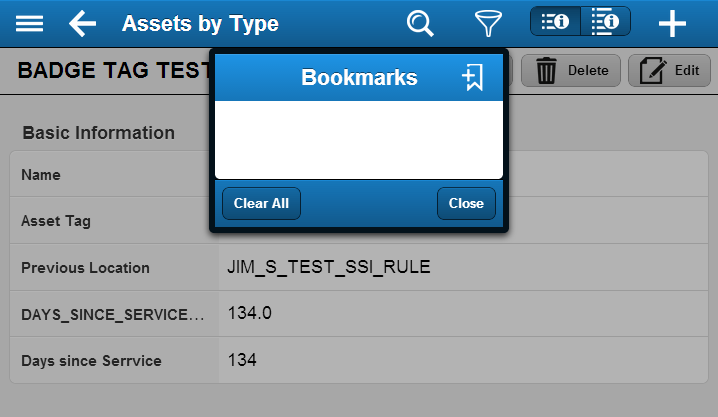 Assets by Type
BADGE TAG TEST
Delete
Edit
Bookmarks
Clear All
Close
Basic Information
Name
Asset Tag
Previous Location JIM_S_TEST_SSI_RULE
DAYS_SINCE_SERVICE... 134.0
Days since Serrvice 134